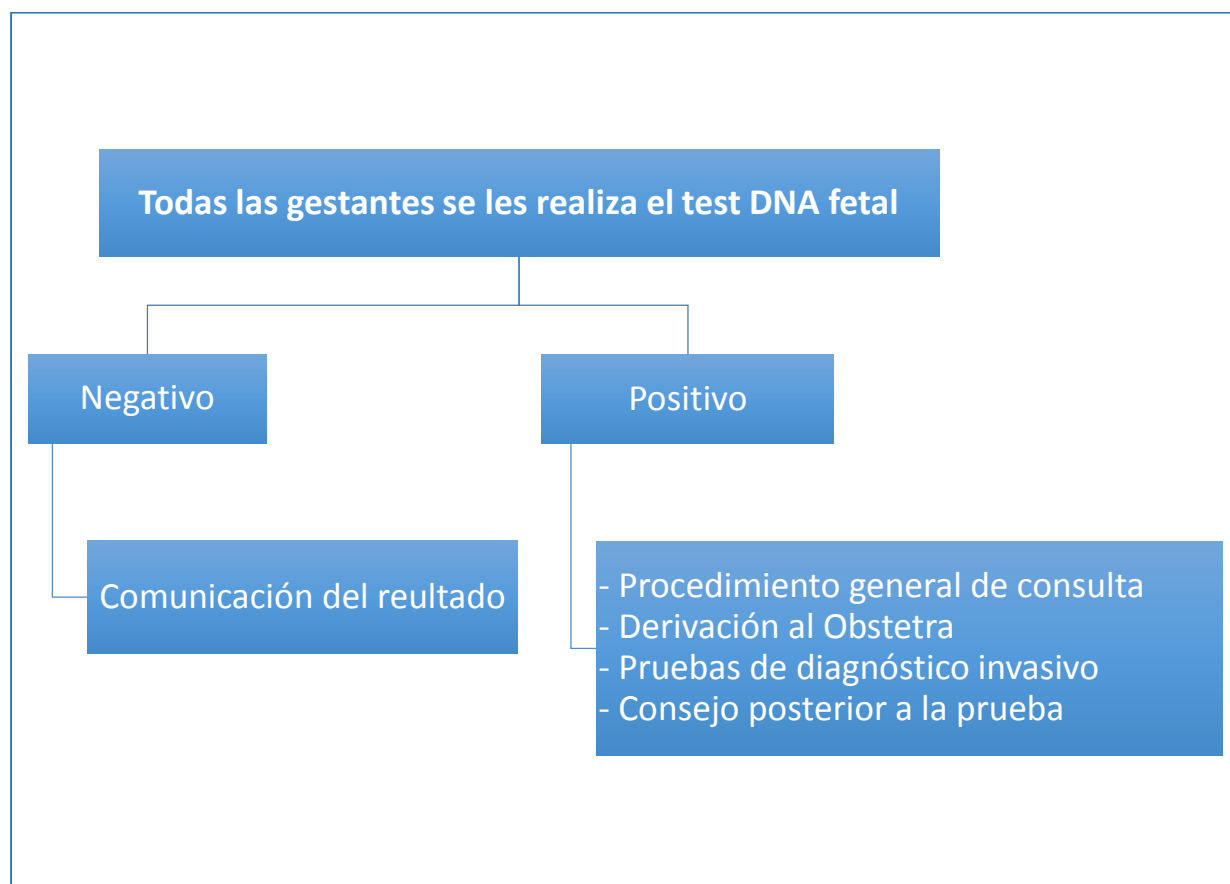 Todas las gestantes se les realiza el test DNA fetal
Negativo
Positivo
Comunicación del reultado
- Procedimiento general de consulta
- Derivación al Obstetra
- Pruebas de diagnóstico invasivo
- Consejo posterior a la prueba